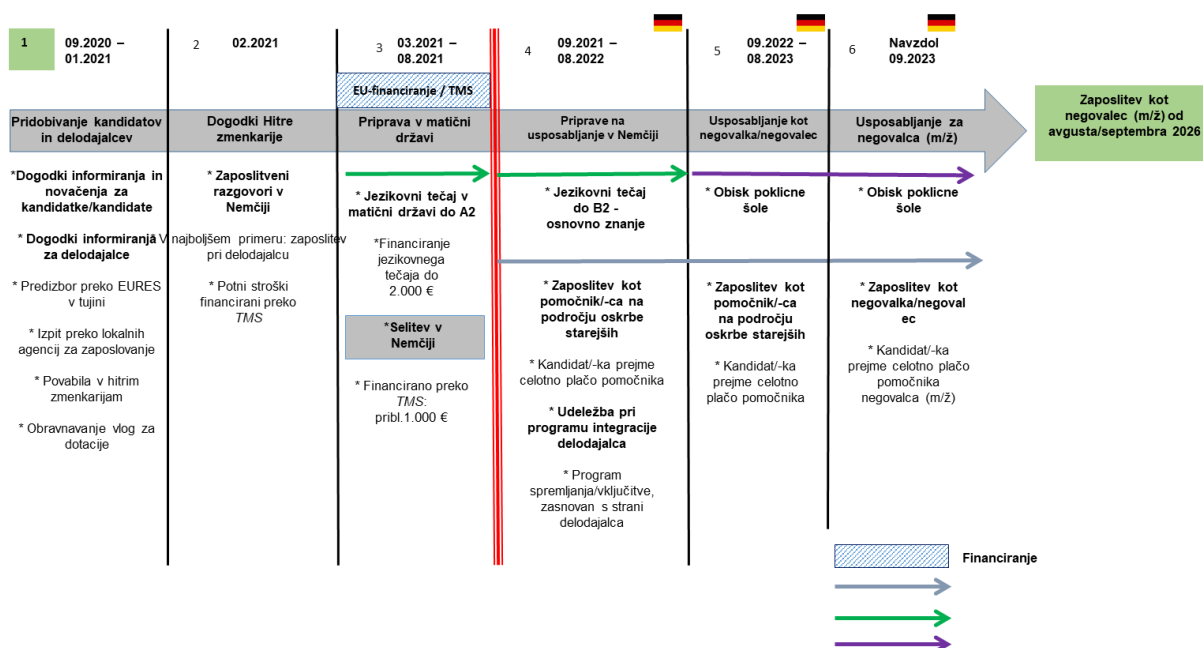 1
09.2020 –
01.2021
2
02.2021
3
03.2021 –
08.2021
4
09.2021 –
08.2022
5
09.2022 –
08.2023
6
Navzdol
09.2023
EU-financiranje / TMS
Pridobivanje kandidatov
in delodajalcev
Dogodki Hitre
zmenkarije
Priprava v matični
državi
Priprave na
usposabljanje v Nemčiji
Usposabljanje kot
negovalka/negovalec
Usposabljanje za
negovalca (m/ž)
Zaposlitev kot
negovalec (m/ž) od
avgusta/septembra 2026
*Dogodki informiranja in
novačenja za
kandidatke/kandidate
* Dogodki informiranja
za delodajalce
* Predizbor preko EURES
v tujini
* Izpit preko lokalnih
agencij za zaposlovanje
* Povabila v hitrim
zmenkarijam
* Obravnavanje vlog za
dotacije
* Zaposlitveni
razgovori v
Nemčiji
* V najboljšem primeru: zaposlitev
pri delodajalcu
* Potni stroški
financirani preko
TMS
* Jezikovni tečaj v
matični državi do A2
*Financiranje
jezikovnega
tečaja do
2.000 €
*Selitev v
Nemčiji
* Financirano preko
TMS:
pribl.1.000 €
* Jezikovni tečaj
do B2 -
osnovno znanje
* Zaposlitev kot
pomočnik/-ca na
področju oskrbe
starejših
* Kandidat/-ka prejme
celotno plačo pomočnika
* Udeležba pri
programu integracije
delodajalca
* Program
spremljanja/vključitve,
zasnovan s strani
delodajalca
* Obisk poklicne
šole
* Zaposlitev kot
pomočnik/-ca
na področju
oskrbe starejših
* Kandidat/-ka
prejme celotno
plačo pomočnika
* Obisk poklicne
šole
* Zaposlitev kot
negovalka/negoval
ec
* Kandidat/-ka
prejme celotno plačo
pomočnika
negovalca (m/ž)
Financiranje